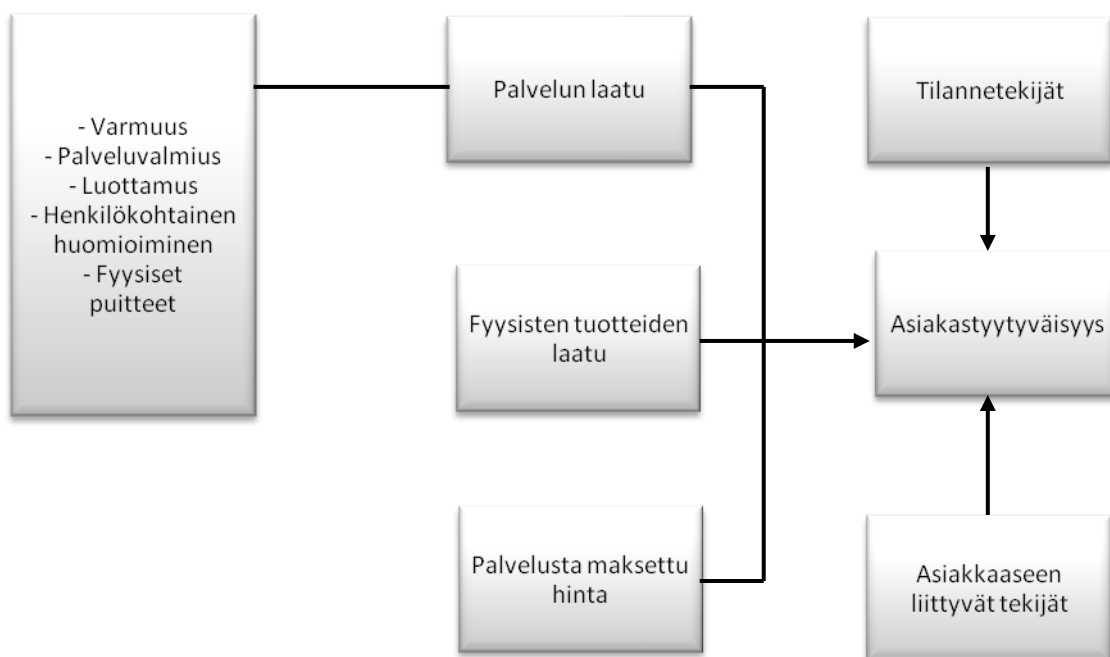 - Varmuus
- Palveluvalmius
- Luottamus
- Henkilökohtainen
huomioiminen
- Fyysiset
puitteet
Palvelun laatu
Tilannetekijät
Fyysisten tuotteiden
laatu
Asiakastyytyväisyys
Palvelusta maksettu
hinta
Asiakkaaseen
liittyvät tekijät